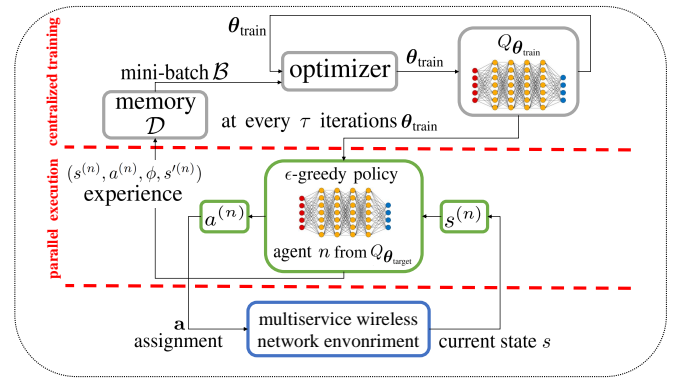 centralized training
θ_train
optimizer
θ_train
Q_θ_train
mini-batch B
memory
D
at every τ iterations θ_train
parallel execution
(s^(n), a^(n), ϕ, s′^(n))
experience
ϵ-greedy policy
a^(n)
s^(n)
agent n from Q_θ_target
a
assignment
multiservice wireless
network envonriment
current state s